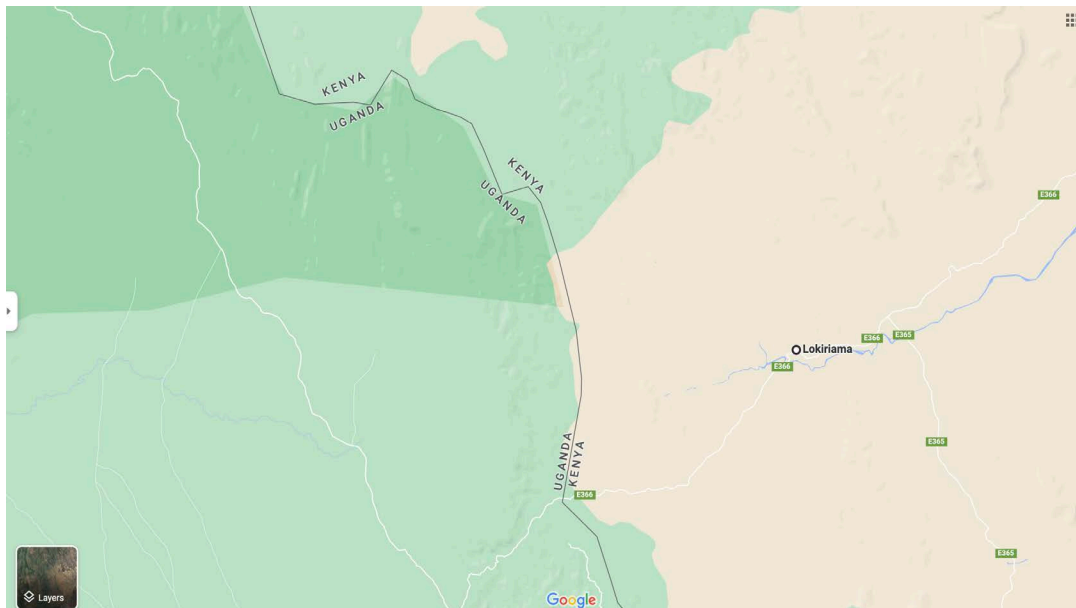 KENYA
UGANDA
KENYA
UGANDA
E366
E366
E365
Lokiriama
E366
E365
UGANDA
KENYA
E366
E365
Layers
Google